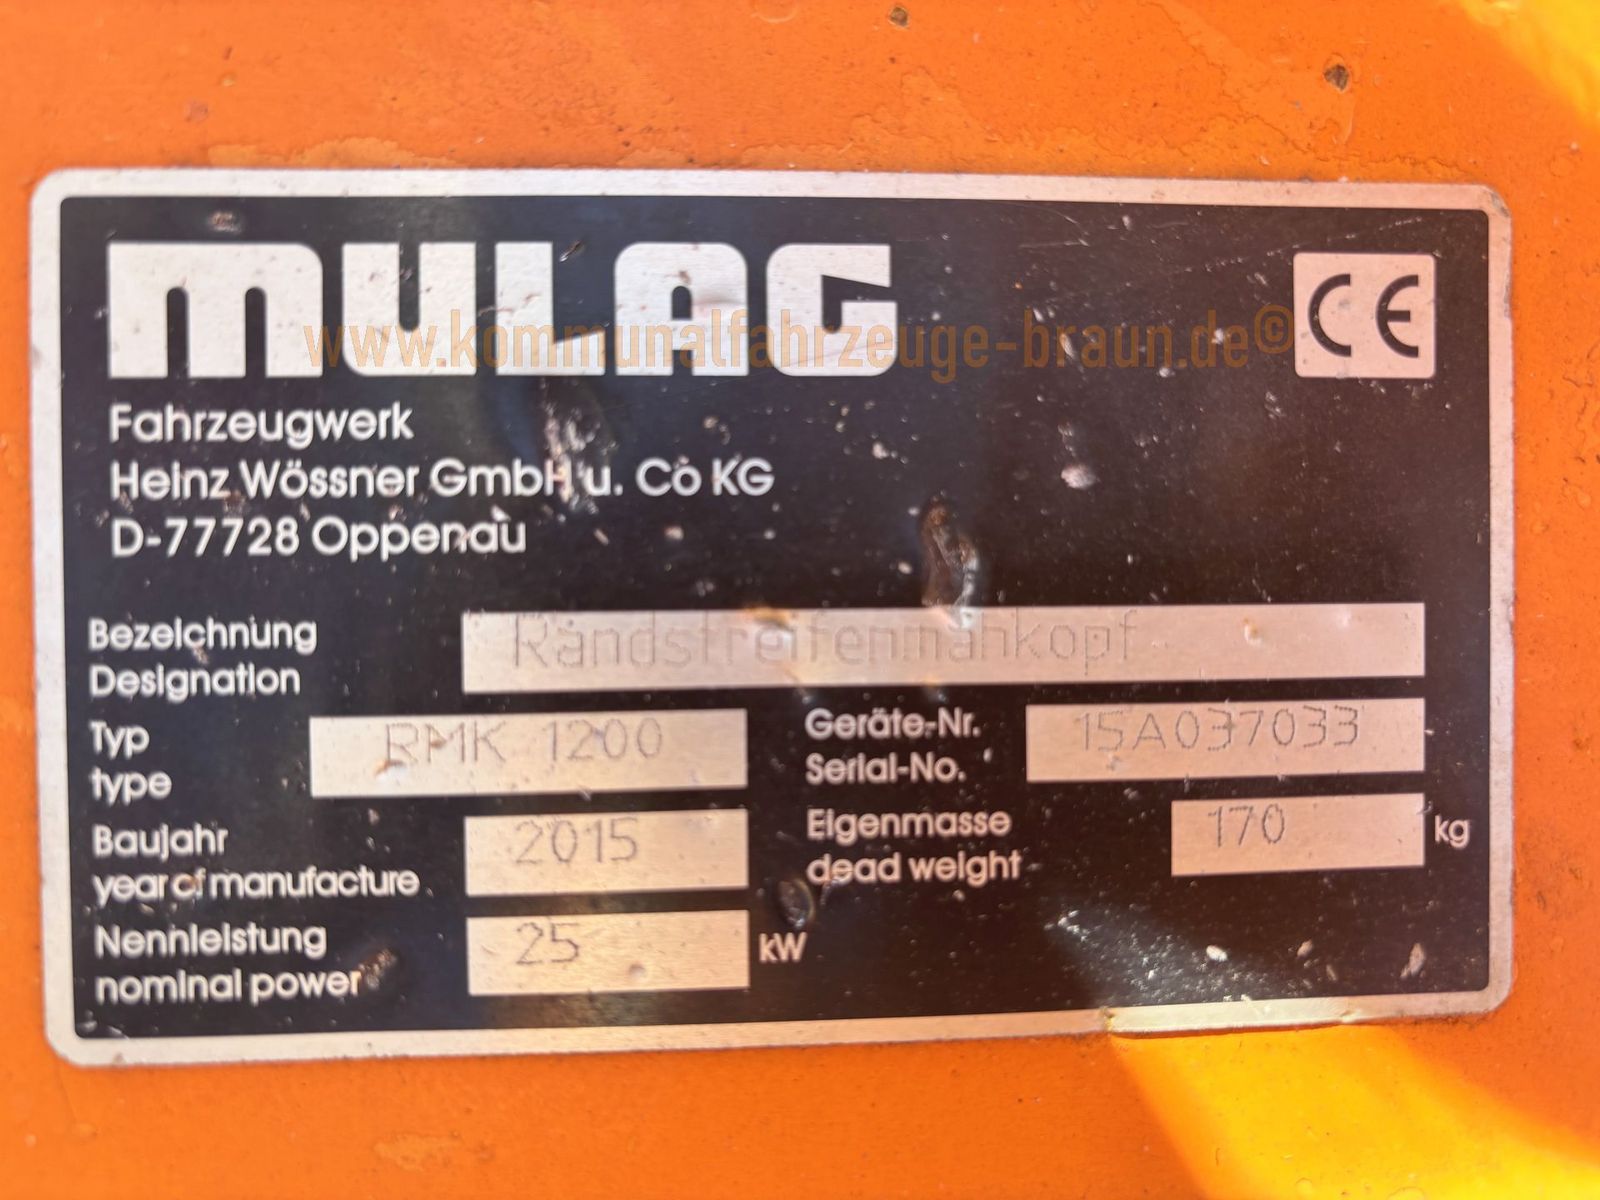 MULAG
CE
www.kommunalfahrzeuge-braun.de©
Fahrzeugwerk
Heinz Wössner GmbH u. Co KG
D-77728 Oppenau
Bezeichnung
Designation
Randstreifenmähkopf
Typ
type
RMK 1200
Geräte-Nr.
Serial-No.
15A037033
Baujahr
year of manufacture
2015
Eigenmasse
dead weight
170
kg
Nennleistung
nominal power
25
kW